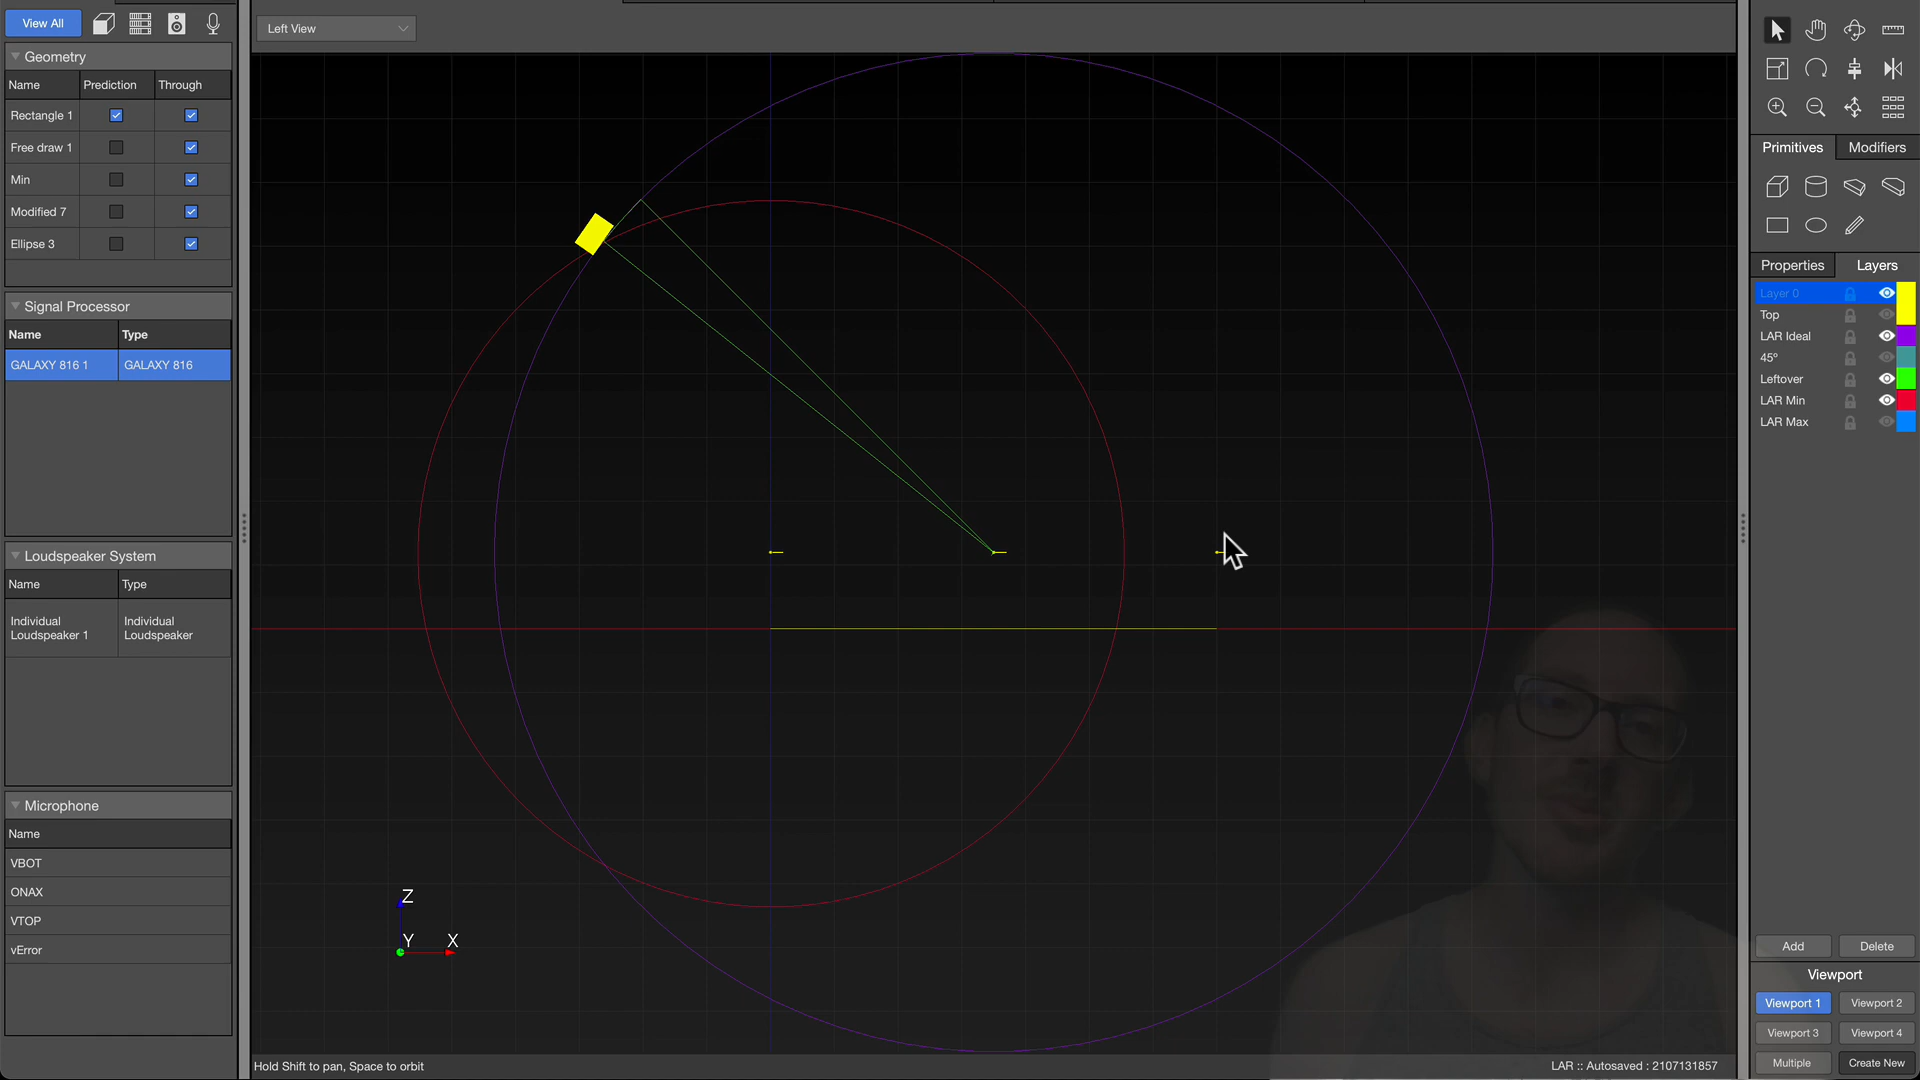 View All
Left View
Geometry
Name Prediction Through
Rectangle 1
Free draw 1
Min
Modified 7
Ellipse 3
Signal Processor
Name Type
GALAXY 816 1 GALAXY 816
Loudspeaker System
Name Type
Individual Loudspeaker 1 Individual Loudspeaker
Microphone
Name
VBOT
ONAX
VTOP
vError
Z
Y X
Hold Shift to pan, Space to orbit
LAR :: Autosaved : 2107131857
Primitives Modifiers
Properties Layers
Layer 0
Top
LAR Ideal
45º
Leftover
LAR Min
LAR Max
Add Delete
Viewport
Viewport 1 Viewport 2
Viewport 3 Viewport 4
Multiple Create New